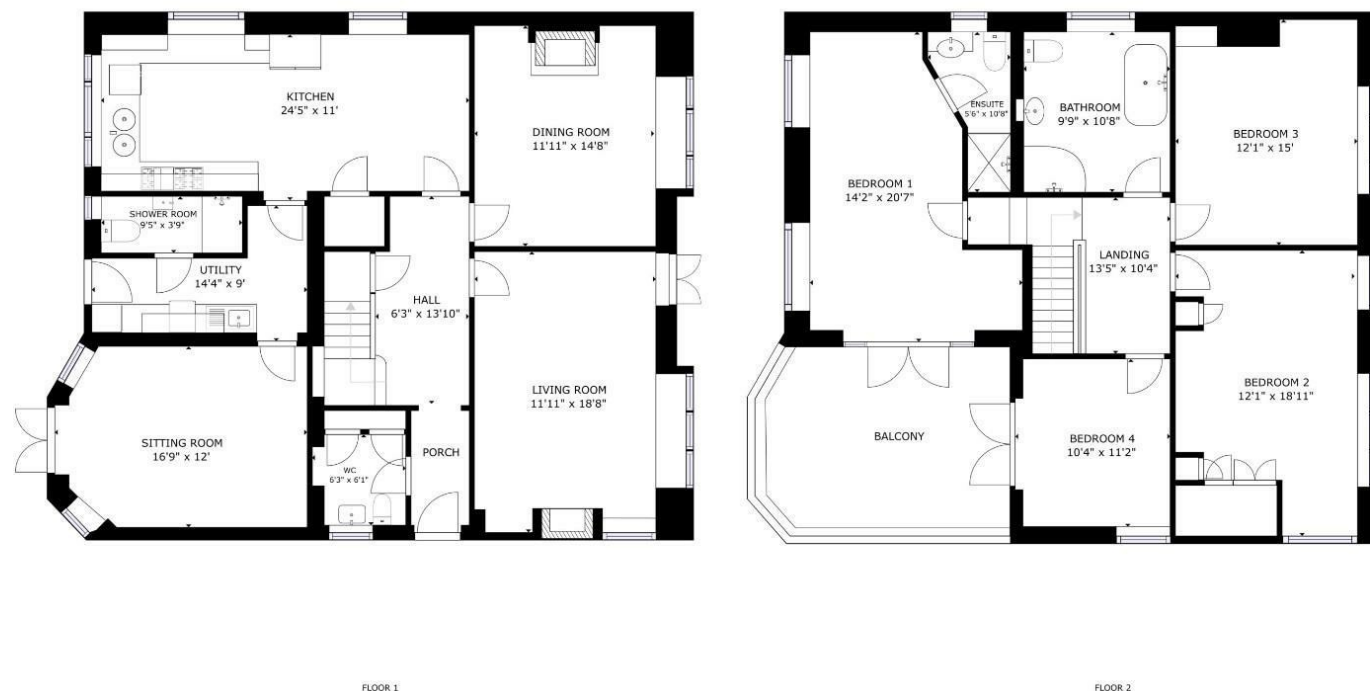 KITCHEN
24'5" x 11'
DINING ROOM
11'11" x 14'8"
SHOWER ROOM
9'5" x 3'9"
UTILITY
14'4" x 9'
HALL
6'3" x 13'10"
LIVING ROOM
11'11" x 18'8"
SITTING ROOM
16'9" x 12'
PORCH
WC
6'3" x 6'1"
FLOOR 1
ENSUITE
5'6" x 10'8"
BATHROOM
9'9" x 10'8"
BEDROOM 3
12'1" x 15'
BEDROOM 1
14'2" x 20'7"
LANDING
13'5" x 10'4"
BEDROOM 2
12'1" x 18'11"
BALCONY
BEDROOM 4
10'4" x 11'2"
FLOOR 2